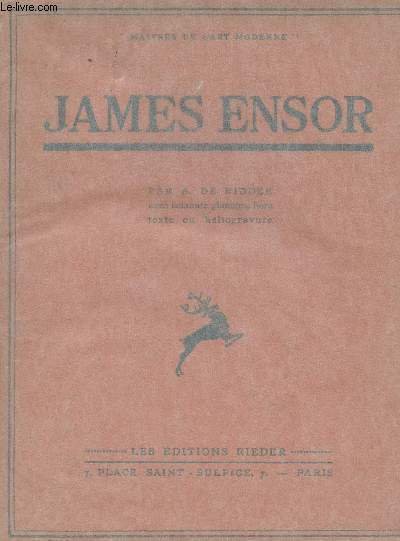 © Le-livre.com
MAITRES DE L'ART MODERNE
JAMES ENSOR
PAR A. DE RIDDER
avec soixante planches hors
texte en héliogravure
LES ÉDITIONS RIEDER
7, PLACE SAINT-SULPICE, 7. — PARIS